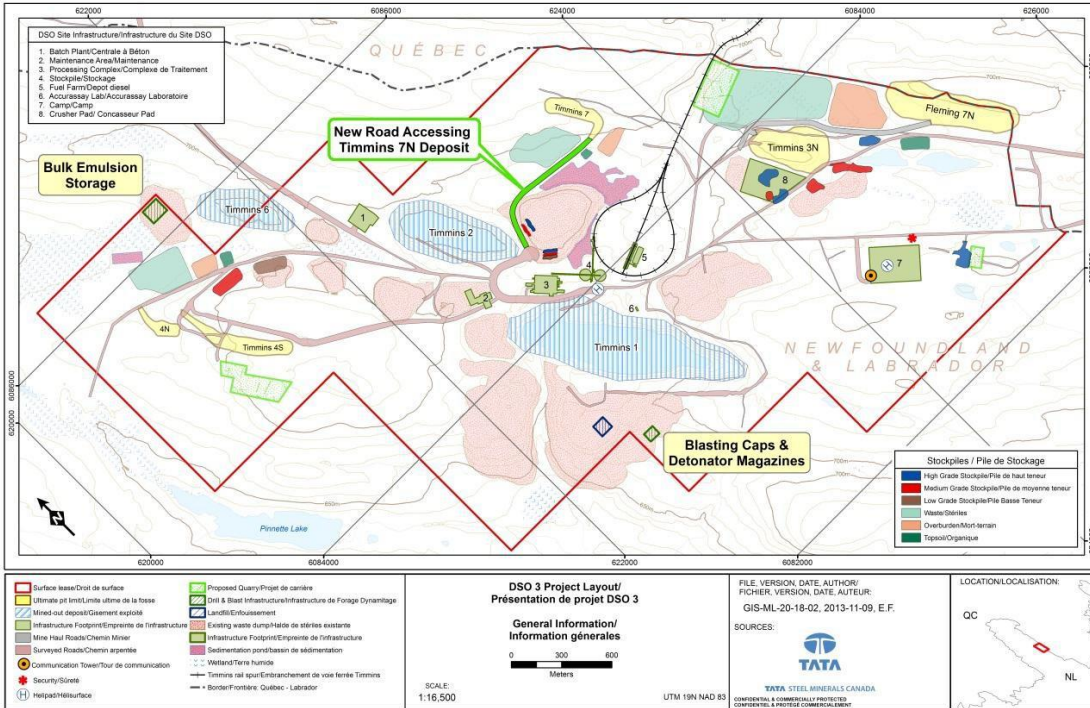 622000
6086000
624000
6084000
626000
DSO Site Infrastructure/Infrastructure du Site DSO
1. Batch Plant/Centrale à Béton
2. Maintenance Area/Maintenance
3. Processing Complex/Complexe de Traitement
4. Stockpile/Stockage
5. Fuel Farm/Depot diesel
6. Accurassay Lab/Accurassay Laboratoire
7. Camp/Camp
8. Crusher Pad/ Concasseur Pad
QUÉBEC
New Road Accessing
Timmins 7N Deposit
Timmins 7
Fleming 7N
Timmins 3N
Bulk Emulsion
Storage
Timmins 6
Timmins 2
1
2
3
4
5
6
7
8
H
H
4N
Timmins 4S
Timmins 1
NEWFOUNDLAND
& LABRADOR
6086000
6200000
Blasting Caps &
Detonator Magazines
Pinnette Lake
N
700m
650m
Stockpiles / Pile de Stockage
High Grade Stockpile/Pile de haut teneur
Medium Grade Stockpile/Pile de moyenne teneur
Low Grade Stockpile/Pile Basse Teneur
Waste/Stériles
Overburden/Mort-terrain
Topsoil/Organique
620000
6084000
622000
6082000
Surface lease/Droit de surface
Ultimate pit limit/Limite ultime de la fosse
Mined-out deposit/Gisement exploité
Infrastructure Footprint/Empreinte de l'infrastructure
Mine Haul Roads/Chemin Minier
Surveyed Roads/Chemin arpentée
Communication Tower/Tour de communication
Security/Sûreté
H Helipad/Hélisurface
Proposed Quarry/Projet de carrière
Drill & Blast Infrastructure/Infrastructure de Forage Dynamitage
Landfill/Enfouissement
Existing waste dump/Halde de stériles existante
Infrastructure Footprint/Empreinte de l'infrastructure
Sedimentation pond/bassin de sédimentation
Wetland/Terre humide
Timmins rail spur/Embranchement de voie ferrée Timmins
Border/Frontière: Québec - Labrador
DSO 3 Project Layout/
Présentation de projet DSO 3
General Information/
Information générales
0 300 600
Meters
SCALE:
1:16,500
UTM 19N NAD 83
FILE, VERSION, DATE, AUTHOR/
FICHIER, VERSION, DATE, AUTEUR:
GIS-ML-20-18-02, 2013-11-09, E.F.
SOURCES:
TATA
TATA STEEL MINERALS CANADA
CONFIDENTIAL & COMMERCIALLY PROTECTED
CONFIDENTIEL & PROTÉGÉ COMMERCIALEMENT
LOCATION/LOCALISATION:
QC
NL